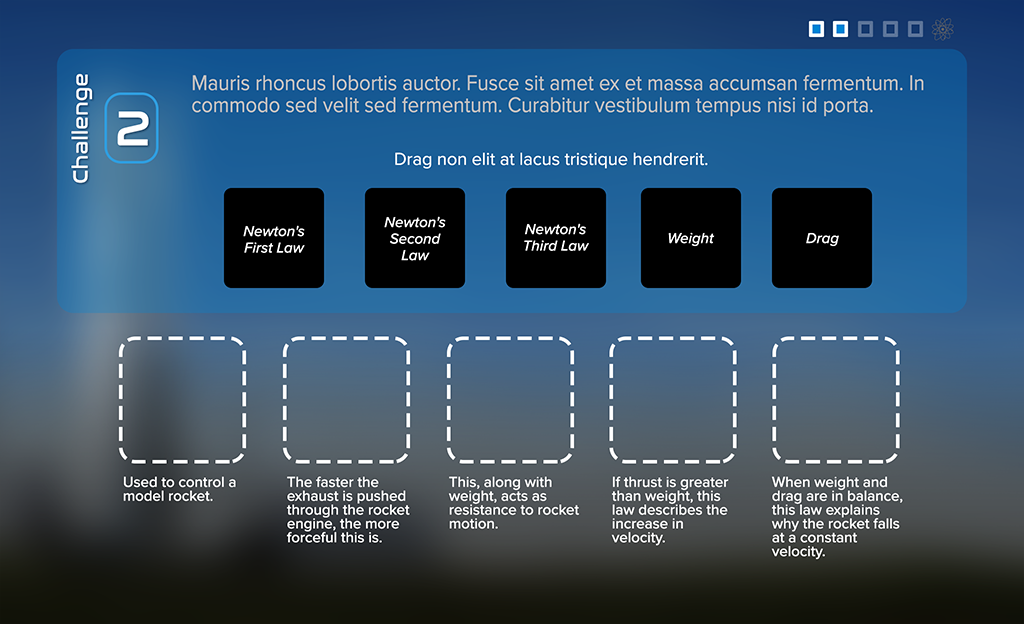 Challenge
2
Mauris rhoncus lobortis auctor. Fusce sit amet ex et massa accumsan fermentum. In
commodo sed velit sed fermentum. Curabitur vestibulum tempus nisi id porta.
Drag non elit at lacus tristique hendrerit.
Newton's
First Law
Newton's
Second
Law
Newton's
Third Law
Weight
Drag
Used to control a
model rocket.
The faster the
exhaust is pushed
through the rocket
engine, the more
forceful this is.
This, along with
weight, acts as
resistance to rocket
motion.
If thrust is greater
than weight, this
law describes the
increase in
velocity.
When weight and
drag are in balance,
this law explains
why the rocket falls
at a constant
velocity.